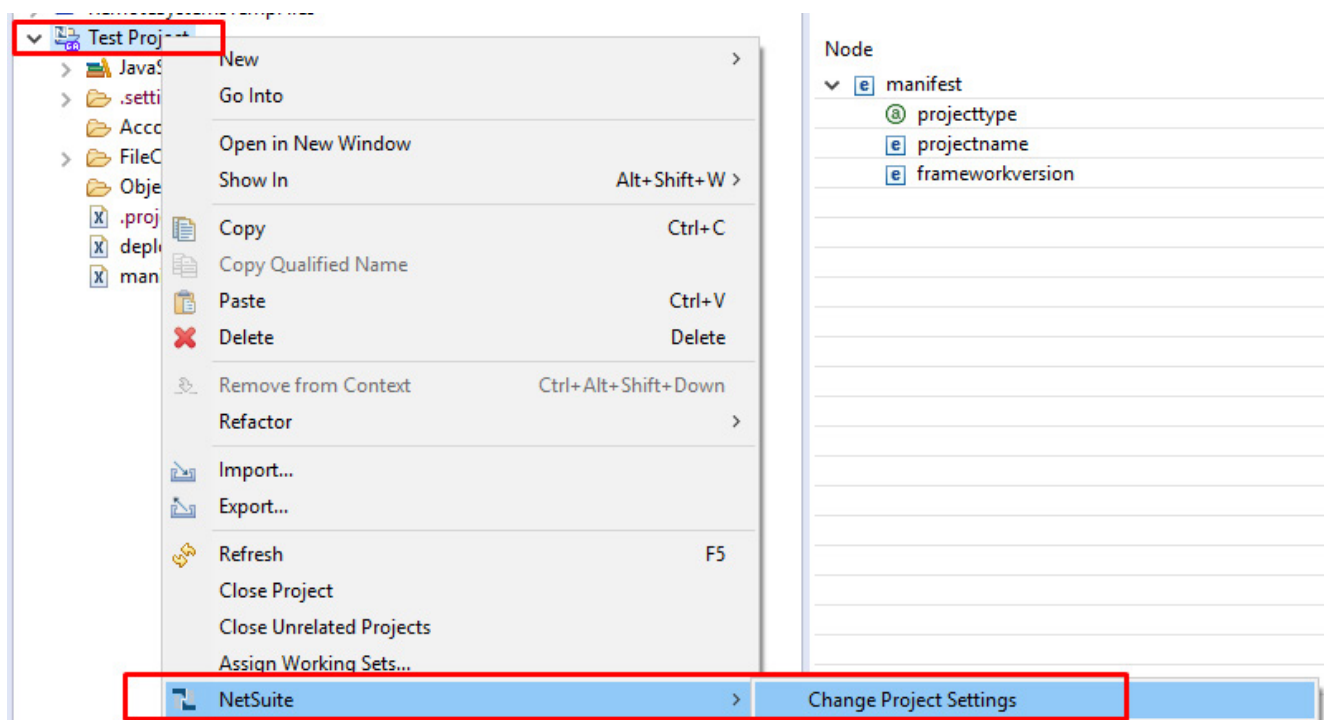 Test Project
JavaS
.setti
Acco
FileC
Obje
.proj
deplo
man
New
Go Into
Open in New Window
Show In Alt+Shift+W
Copy Ctrl+C
Copy Qualified Name
Paste Ctrl+V
Delete Delete
Remove from Context Ctrl+Alt+Shift+Down
Refactor
Import...
Export...
Refresh F5
Close Project
Close Unrelated Projects
Assign Working Sets...
NetSuite
Change Project Settings
Node
manifest
projecttype
projectname
frameworkversion